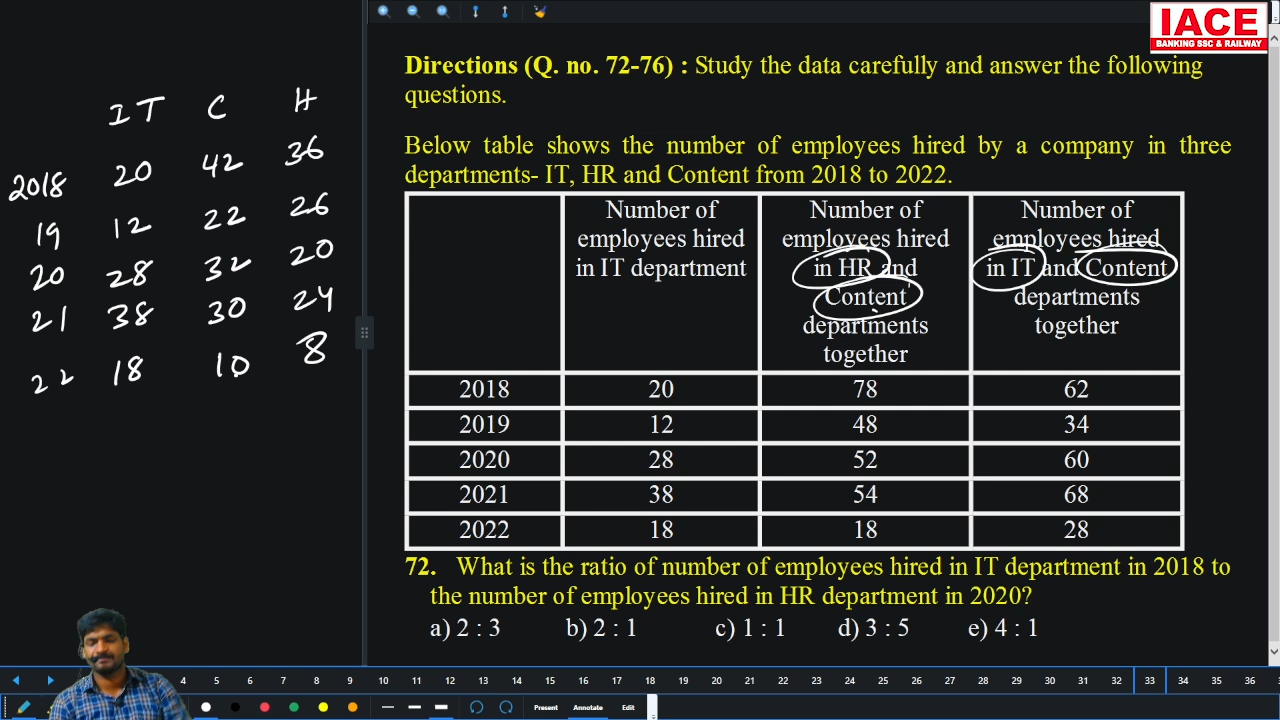 IACE
BANKING SSC & RAILWAY
Directions (Q. no. 72-76) : Study the data carefully and answer the following
questions.
Below table shows the number of employees hired by a company in three
departments- IT, HR and Content from 2018 to 2022.
Number of employees hired in IT department
Number of employees hired in HR and Content departments together
Number of employees hired in IT and Content departments together
2018 20 78 62
2019 12 48 34
2020 28 52 60
2021 38 54 68
2022 18 18 28
72. What is the ratio of number of employees hired in IT department in 2018 to
the number of employees hired in HR department in 2020?
a) 2 : 3 b) 2 : 1 c) 1 : 1 d) 3 : 5 e) 4 : 1
IT C H
2018 20 42 36
19 12 22 26
20 28 32 20
21 38 30 24
22 18 10 8
4 5 6 7 8 9 10 11 12 13 14 15 16 17 18 19 20 21 22 23 24 25 26 27 28 29 30 31 32 33 34 35 36
Present Annotate Edit